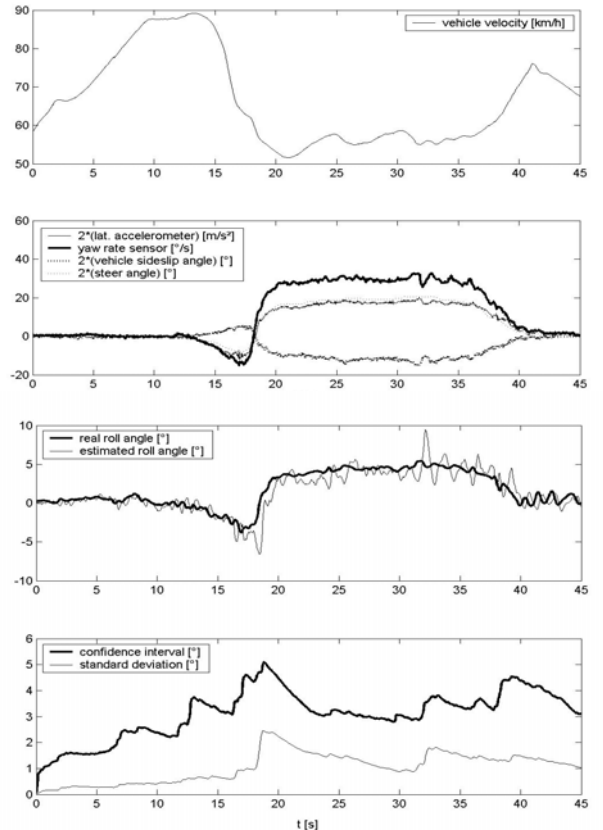 90
80
70
60
50
vehicle velocity [km/h]
0 5 10 15 20 25 30 35 40 45
60
40
20
0
-20
2*(lat. accelerometer) [m/s²]
yaw rate sensor [°/s]
2*(vehicle sideslip angle) [°]
2*(steer angle) [°]
0 5 10 15 20 25 30 35 40 45
10
5
0
-5
-10
real roll angle [°]
estimated roll angle [°]
0 5 10 15 20 25 30 35 40 45
6
5
4
3
2
1
0
confidence interval [°]
standard deviation [°]
0 5 10 15 20 25 30 35 40 45
t [s]